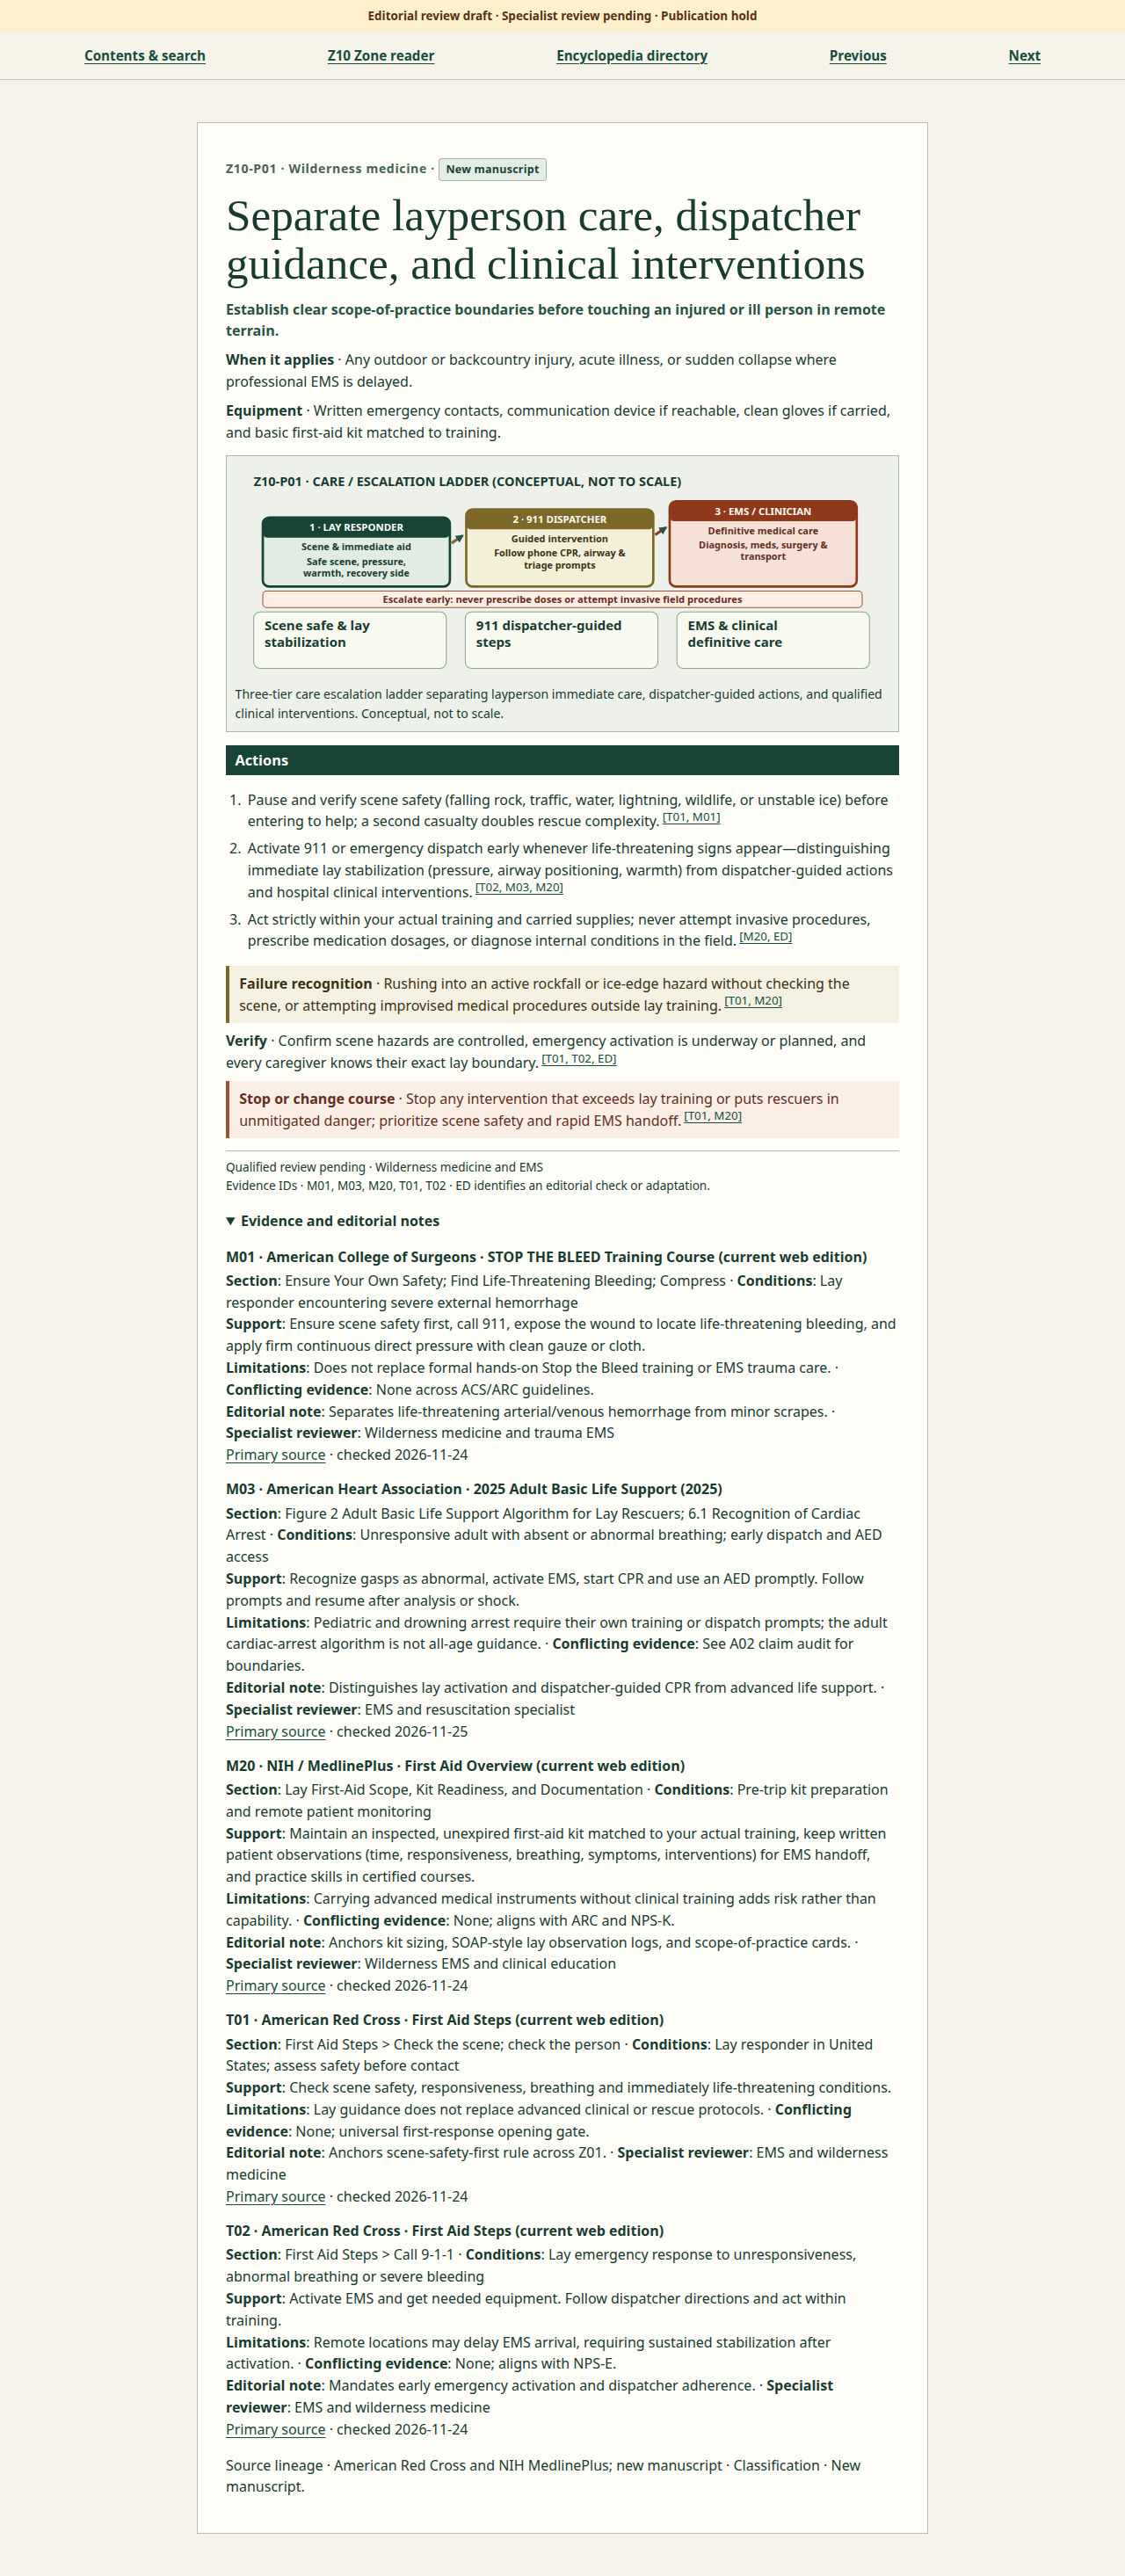 Editorial review draft · Specialist review pending · Publication hold
Contents & search
Z10 Zone reader
Encyclopedia directory
Previous
Next
Z10-P01 · Wilderness medicine · New manuscript
Separate layperson care, dispatcher
guidance, and clinical interventions
Establish clear scope-of-practice boundaries before touching an injured or ill person in remote
terrain.
When it applies · Any outdoor or backcountry injury, acute illness, or sudden collapse where
professional EMS is delayed.
Equipment · Written emergency contacts, communication device if reachable, clean gloves if carried,
and basic first-aid kit matched to training.
Z10-P01 · CARE / ESCALATION LADDER (CONCEPTUAL, NOT TO SCALE)
1 · LAY RESPONDER
Scene & immediate aid
Safe scene, pressure,
warmth, recovery side
2 · 911 DISPATCHER
Guided intervention
Follow phone CPR, airway &
triage prompts
3 · EMS / CLINICIAN
Definitive medical care
Diagnosis, meds, surgery &
transport
Escalate early: never prescribe doses or attempt invasive field procedures
Scene safe & lay
stabilization
911 dispatcher-guided
steps
EMS & clinical
definitive care
Three-tier care escalation ladder separating layperson immediate care, dispatcher-guided actions, and qualified
clinical interventions. Conceptual, not to scale.
Actions
1. Pause and verify scene safety (falling rock, traffic, water, lightning, wildlife, or unstable ice) before
entering to help; a second casualty doubles rescue complexity. [T01, M01]
2. Activate 911 or emergency dispatch early whenever life-threatening signs appear—distinguishing
immediate lay stabilization (pressure, airway positioning, warmth) from dispatcher-guided actions
and hospital clinical interventions. [T02, M03, M20]
3. Act strictly within your actual training and carried supplies; never attempt invasive procedures,
prescribe medication dosages, or diagnose internal conditions in the field. [M20, ED]
Failure recognition · Rushing into an active rockfall or ice-edge hazard without checking the
scene, or attempting improvised medical procedures outside lay training. [T01, M20]
Verify · Confirm scene hazards are controlled, emergency activation is underway or planned, and
every caregiver knows their exact lay boundary. [T01, T02, ED]
Stop or change course · Stop any intervention that exceeds lay training or puts rescuers in
unmitigated danger; prioritize scene safety and rapid EMS handoff. [T01, M20]
Qualified review pending · Wilderness medicine and EMS
Evidence IDs · M01, M03, M20, T01, T02 · ED identifies an editorial check or adaptation.
▼ Evidence and editorial notes
M01 · American College of Surgeons · STOP THE BLEED Training Course (current web edition)
Section: Ensure Your Own Safety; Find Life-Threatening Bleeding; Compress · Conditions: Lay
responder encountering severe external hemorrhage
Support: Ensure scene safety first, call 911, expose the wound to locate life-threatening bleeding, and
apply firm continuous direct pressure with clean gauze or cloth.
Limitations: Does not replace formal hands-on Stop the Bleed training or EMS trauma care. ·
Conflicting evidence: None across ACS/ARC guidelines.
Editorial note: Separates life-threatening arterial/venous hemorrhage from minor scrapes. ·
Specialist reviewer: Wilderness medicine and trauma EMS
Primary source · checked 2026-11-24
M03 · American Heart Association · 2025 Adult Basic Life Support (2025)
Section: Figure 2 Adult Basic Life Support Algorithm for Lay Rescuers; 6.1 Recognition of Cardiac
Arrest · Conditions: Unresponsive adult with absent or abnormal breathing; early dispatch and AED
access
Support: Recognize gasps as abnormal, activate EMS, start CPR and use an AED promptly. Follow
prompts and resume after analysis or shock.
Limitations: Pediatric and drowning arrest require their own training or dispatch prompts; the adult
cardiac-arrest algorithm is not all-age guidance. · Conflicting evidence: See A02 claim audit for
boundaries.
Editorial note: Distinguishes lay activation and dispatcher-guided CPR from advanced life support. ·
Specialist reviewer: EMS and resuscitation specialist
Primary source · checked 2026-11-25
M20 · NIH / MedlinePlus · First Aid Overview (current web edition)
Section: Lay First-Aid Scope, Kit Readiness, and Documentation · Conditions: Pre-trip kit preparation
and remote patient monitoring
Support: Maintain an inspected, unexpired first-aid kit matched to your actual training, keep written
patient observations (time, responsiveness, breathing, symptoms, interventions) for EMS handoff,
and practice skills in certified courses.
Limitations: Carrying advanced medical instruments without clinical training adds risk rather than
capability. · Conflicting evidence: None; aligns with ARC and NPS-K.
Editorial note: Anchors kit sizing, SOAP-style lay observation logs, and scope-of-practice cards. ·
Specialist reviewer: Wilderness EMS and clinical education
Primary source · checked 2026-11-24
T01 · American Red Cross · First Aid Steps (current web edition)
Section: First Aid Steps > Check the scene; check the person · Conditions: Lay responder in United
States; assess safety before contact
Support: Check scene safety, responsiveness, breathing and immediately life-threatening conditions.
Limitations: Lay guidance does not replace advanced clinical or rescue protocols. · Conflicting
evidence: None; universal first-response opening gate.
Editorial note: Anchors scene-safety-first rule across Z01. · Specialist reviewer: EMS and wilderness
medicine
Primary source · checked 2026-11-24
T02 · American Red Cross · First Aid Steps (current web edition)
Section: First Aid Steps > Call 9-1-1 · Conditions: Lay emergency response to unresponsiveness,
abnormal breathing or severe bleeding
Support: Activate EMS and get needed equipment. Follow dispatcher directions and act within
training.
Limitations: Remote locations may delay EMS arrival, requiring sustained stabilization after
activation. · Conflicting evidence: None; aligns with NPS-E.
Editorial note: Mandates early emergency activation and dispatcher adherence. · Specialist
reviewer: EMS and wilderness medicine
Primary source · checked 2026-11-24
Source lineage · American Red Cross and NIH MedlinePlus; new manuscript · Classification · New
manuscript.